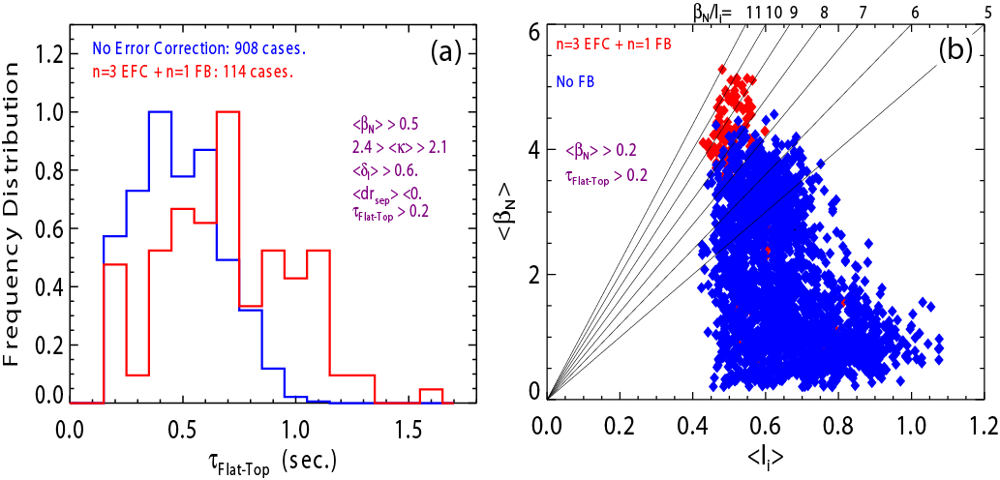 (a)
No Error Correction: 908 cases.
n=3 EFC + n=1 FB: 114 cases.
<βN> > 0.5
2.4 > <κ> > 2.1
<δl> > 0.6.
<drsep> <0.
τFlat-Top > 0.2
Frequency Distribution
1.2
1.0
0.8
0.6
0.4
0.2
0.0
0.0 0.5 1.0 1.5
τFlat-Top (sec.)
βN/li= 11 10 9 8 7 6 5
(b)
n=3 EFC + n=1 FB
No FB
<βN> > 0.2
τFlat-Top > 0.2
<βN>
6
4
2
0
0.0 0.2 0.4 0.6 0.8 1.0 1.2
<li>